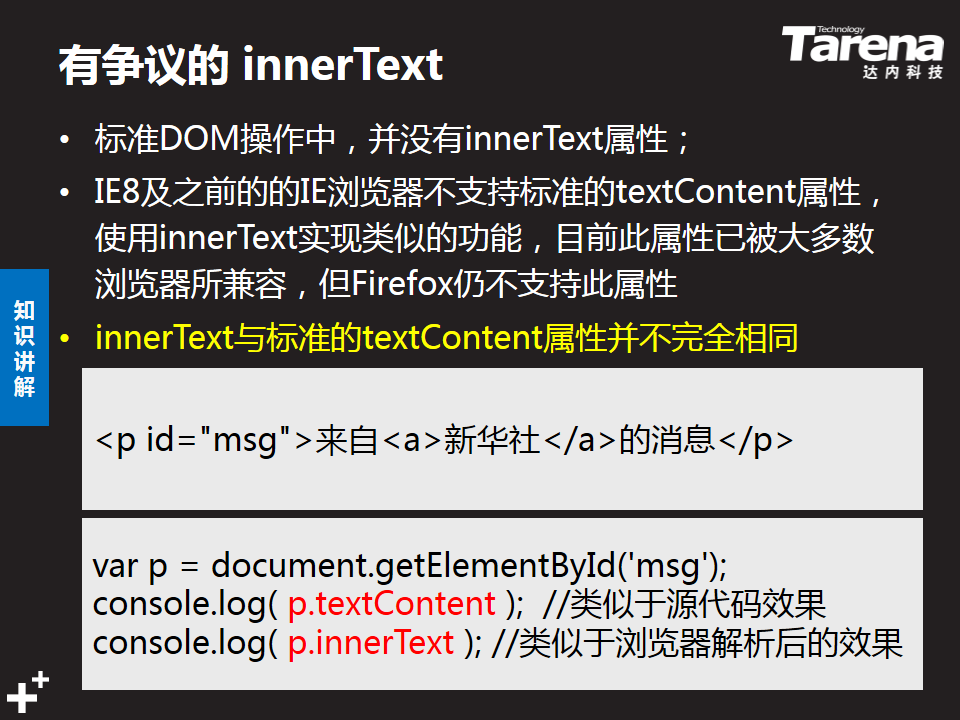 有争议的 innerText
Technology
Tarena
达内科技
• 标准DOM操作中，并没有innerText属性；
• IE8及之前的的IE浏览器不支持标准的textContent属性，
使用innerText实现类似的功能，目前此属性已被大多数
浏览器所兼容，但Firefox仍不支持此属性
知识讲解
• innerText与标准的textContent属性并不完全相同
<p id="msg">来自<a>新华社</a>的消息</p>
var p = document.getElementById('msg');
console.log( p.textContent );  //类似于源代码效果
console.log( p.innerText ); //类似于浏览器解析后的效果